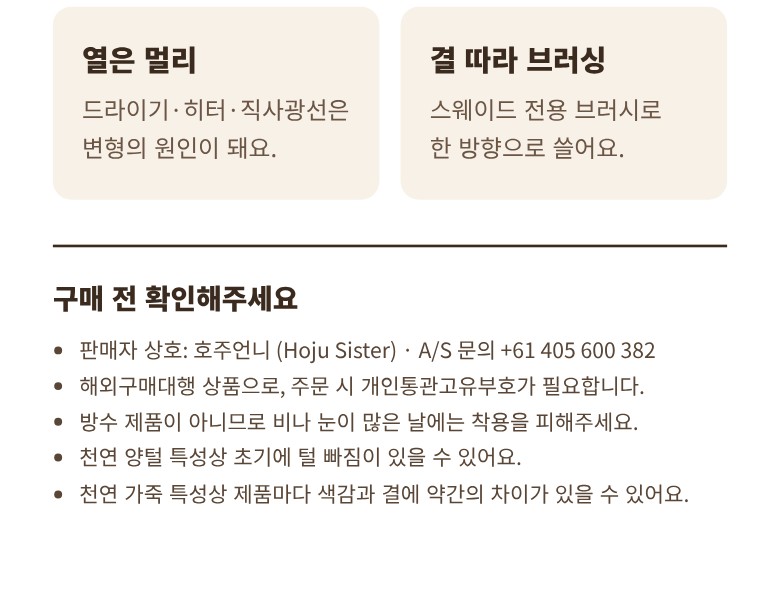 열은 멀리
드라이기·히터·직사광선은
변형의 원인이 돼요.
결 따라 브러싱
스웨이드 전용 브러시로
한 방향으로 쓸어요.
구매 전 확인해주세요
• 판매자 상호: 호주언니 (Hoju Sister) · A/S 문의 +61 405 600 382
• 해외구매대행 상품으로, 주문 시 개인통관고유부호가 필요합니다.
• 방수 제품이 아니므로 비나 눈이 많은 날에는 착용을 피해주세요.
• 천연 양털 특성상 초기에 털 빠짐이 있을 수 있어요.
• 천연 가죽 특성상 제품마다 색감과 결에 약간의 차이가 있을 수 있어요.